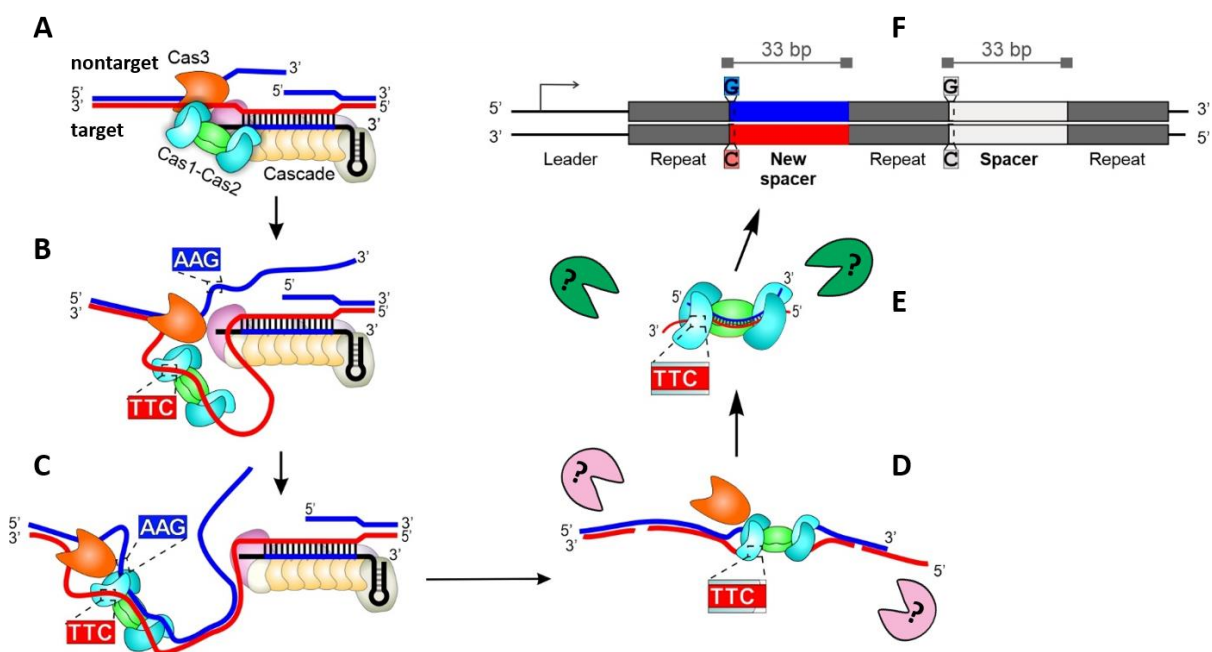 A
nontarget
Cas3
3'
5'
5'
3'
5'
target
3'
Cas1-Cas2
Cascade
B
AAG
3'
5'
3'
5'
3'
5'
3'
TTC
C
5'
3'
AAG
5'
3'
5'
3'
TTC
?
D
5'
3'
3'
5'
TTC
?
E
?
?
5'
3'
3'
5'
TTC
F
33 bp
33 bp
G
G
5'
3'
3'
5'
C
C
Leader
Repeat
New
spacer
Repeat
Spacer
Repeat